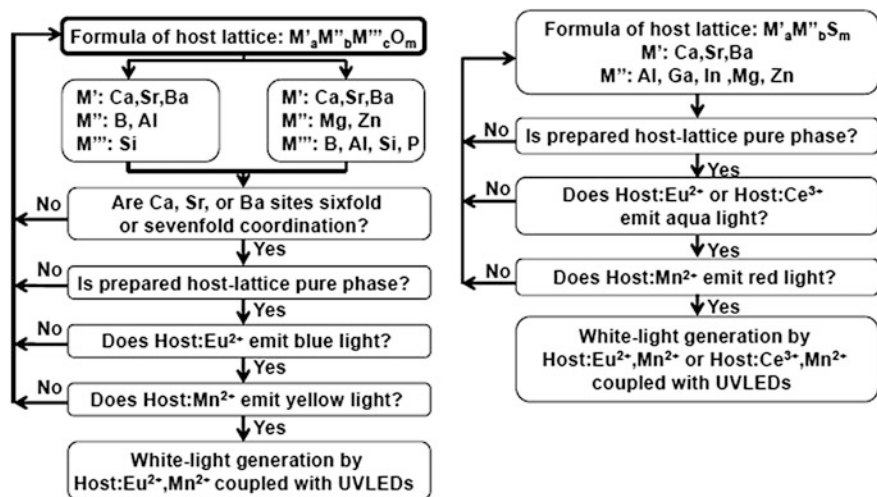 Formula of host lattice: M'ₐM''_bM'''_cOₘ
M': Ca,Sr,Ba
M'': B, Al
M''': Si
M': Ca,Sr,Ba
M'': Mg, Zn
M''': B, Al, Si, P
No
Are Ca, Sr, or Ba sites sixfold
or sevenfold coordination?
Yes
No
Is prepared host-lattice pure phase?
Yes
No
Does Host:Eu²⁺ emit blue light?
Yes
No
Does Host:Mn²⁺ emit yellow light?
Yes
White-light generation by
Host:Eu²⁺,Mn²⁺ coupled with UVLEDs
Formula of host lattice: M'ₐM''_bSₘ
M': Ca,Sr,Ba
M'': Al, Ga, In ,Mg, Zn
No
Is prepared host-lattice pure phase?
Yes
No
Does Host:Eu²⁺ or Host:Ce³⁺
emit aqua light?
Yes
No
Does Host:Mn²⁺ emit red light?
Yes
White-light generation by
Host:Eu²⁺,Mn²⁺ or Host:Ce³⁺,Mn²⁺
coupled with UVLEDs